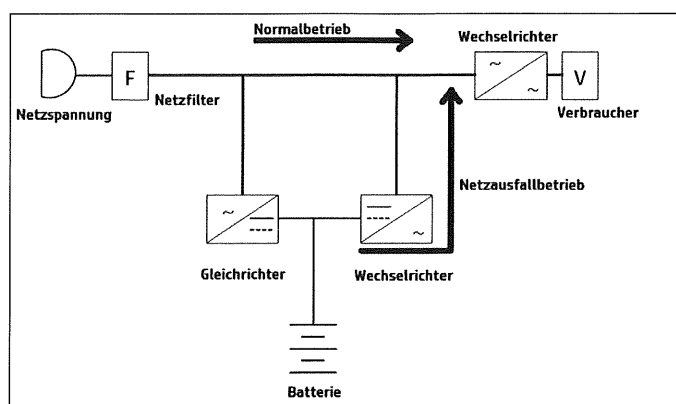 Normalbetrieb
Wechselrichter
~
~
F
V
Netzspannung
Netzfilter
Verbraucher
Netzausfallbetrieb
~
~
Gleichrichter
Wechselrichter
Batterie